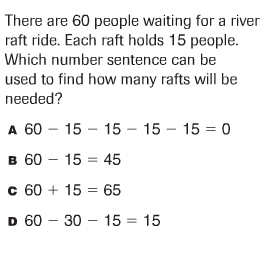 There are 60 people waiting for a river
raft ride. Each raft holds 15 people.
Which number sentence can be
used to find how many rafts will be
needed?
A 60 − 15 − 15 − 15 − 15 = 0
B 60 − 15 = 45
C 60 + 15 = 65
D 60 − 30 − 15 = 15